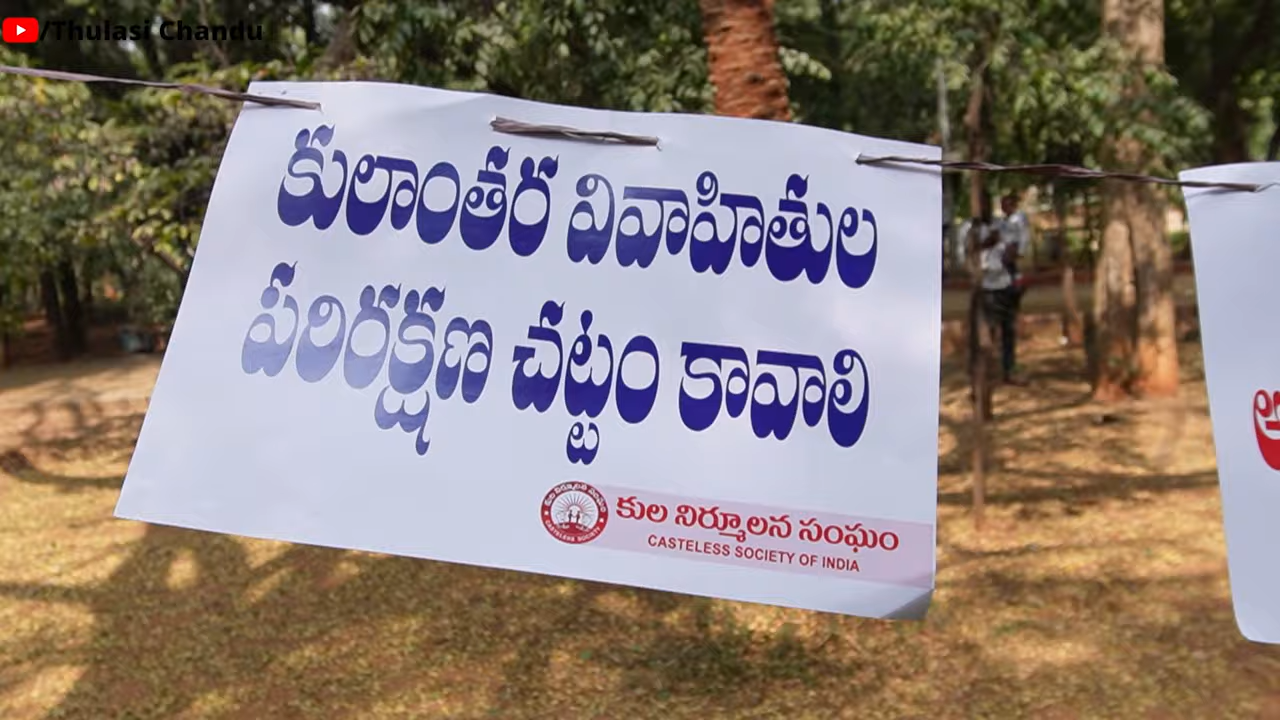 /Thulasi Chandu
కులాంతర వివాహితుల
పరిరక్షణ చట్టం కావాలి
కుల నిర్మూలన సంఘం
CASTELESS SOCIETY OF INDIA